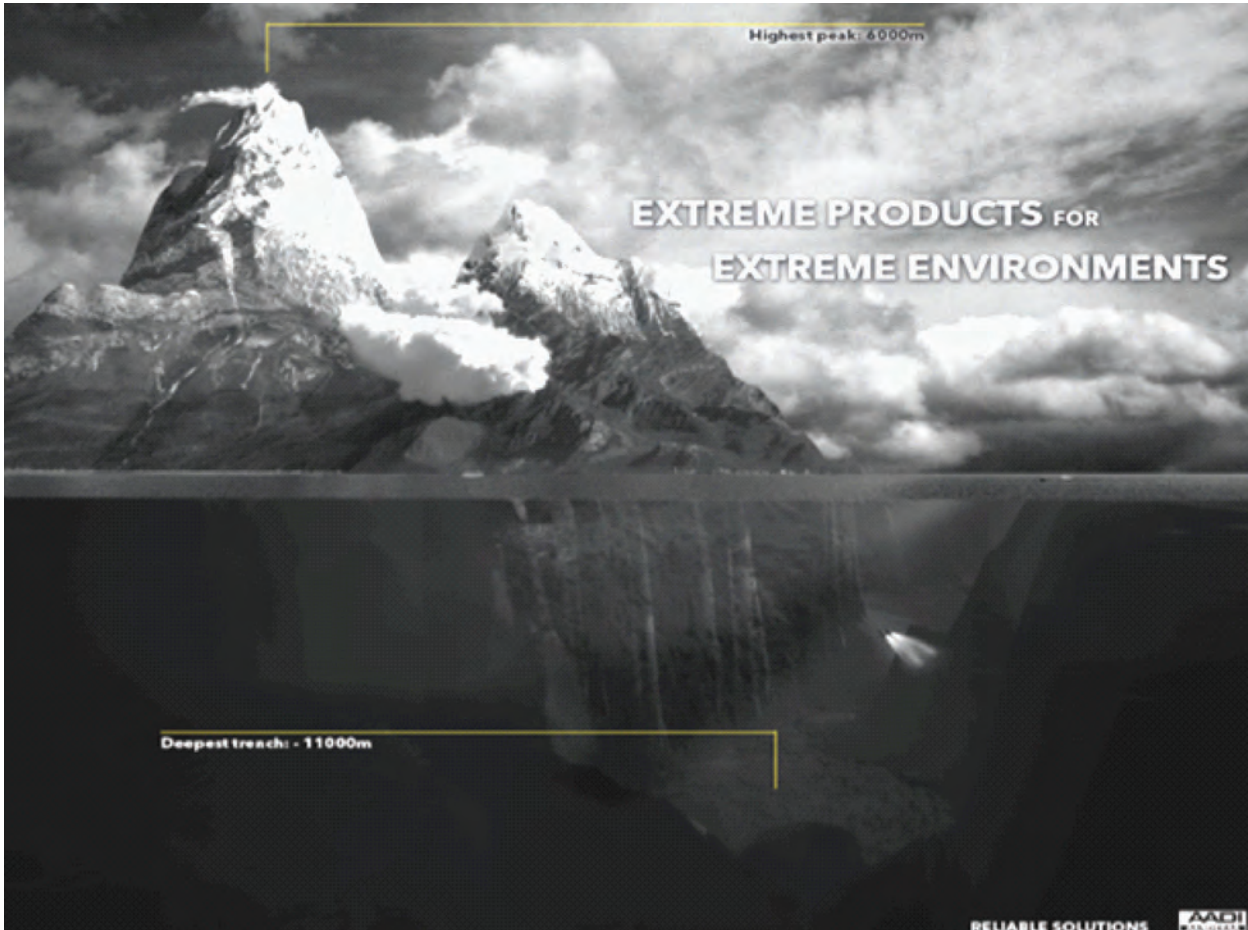 Highest peak: 6000m
EXTREME PRODUCTS FOR
EXTREME ENVIRONMENTS
Deepest trench: - 11000m
RELIABLE SOLUTIONS
AADI